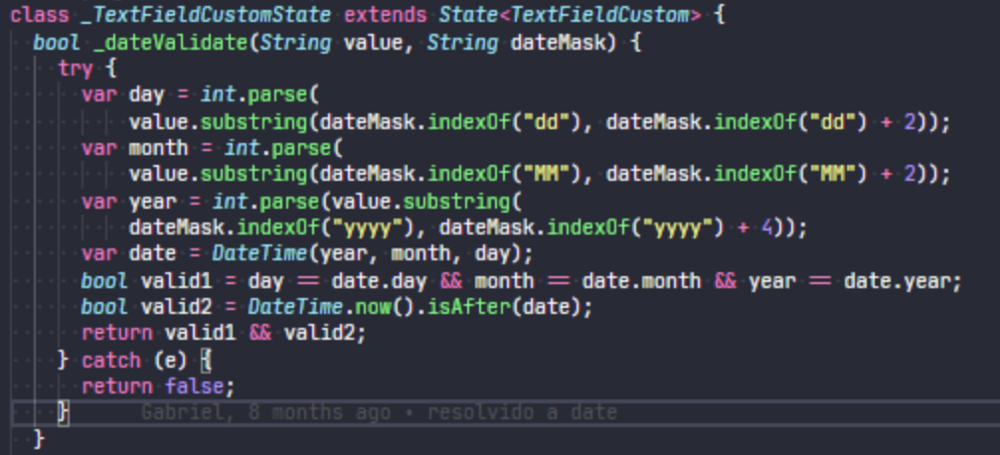 class _TextFieldCustomState extends State<TextFieldCustom> {
bool _dateValidate(String value, String dateMask) {
try {
var day = int.parse(
value.substring(dateMask.indexOf("dd"), dateMask.indexOf("dd") + 2));
var month = int.parse(
value.substring(dateMask.indexOf("MM"), dateMask.indexOf("MM") + 2));
var year = int.parse(value.substring(
dateMask.indexOf("yyyy"), dateMask.indexOf("yyyy") + 4));
var date = DateTime(year, month, day);
bool valid1 = day == date.day && month == date.month && year == date.year;
bool valid2 = DateTime.now().isAfter(date);
return valid1 && valid2;
} catch (e) {
return false;
} Gabriel, 8 months ago • resolvido a date
}